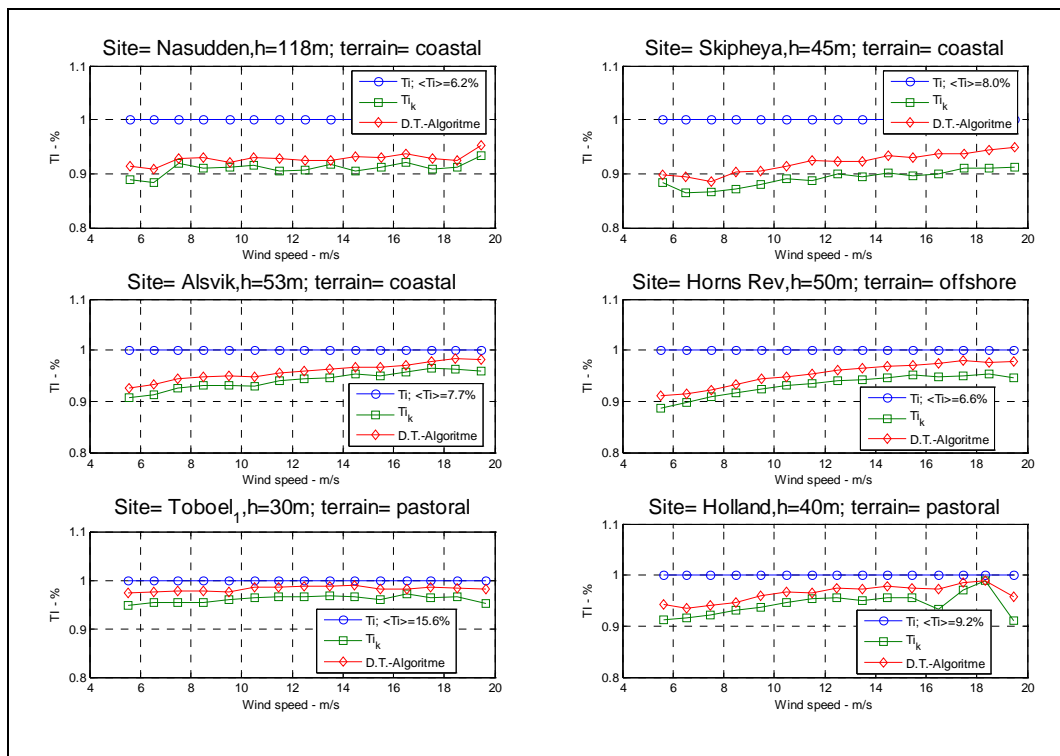 Site= Nasudden,h=118m; terrain= coastal
1.1
1
0.9
0.8
TI - %
4 6 8 10 12 14 16 18 20
Wind speed - m/s
Ti; <Ti>=6.2%
Ti_k
D.T.-Algoritme
Site= Skipheya,h=45m; terrain= coastal
1.1
1
0.9
0.8
TI - %
4 6 8 10 12 14 16 18 20
Wind speed - m/s
Ti; <Ti>=8.0%
Ti_k
D.T.-Algoritme
Site= Alsvik,h=53m; terrain= coastal
1.1
1
0.9
0.8
TI - %
4 6 8 10 12 14 16 18 20
Wind speed - m/s
Ti; <Ti>=7.7%
Ti_k
D.T.-Algoritme
Site= Horns Rev,h=50m; terrain= offshore
1.1
1
0.9
0.8
TI - %
4 6 8 10 12 14 16 18 20
Wind speed - m/s
Ti; <Ti>=6.6%
Ti_k
D.T.-Algoritme
Site= Toboel_1,h=30m; terrain= pastoral
1.1
1
0.9
0.8
TI - %
4 6 8 10 12 14 16 18 20
Wind speed - m/s
Ti; <Ti>=15.6%
Ti_k
D.T.-Algoritme
Site= Holland,h=40m; terrain= pastoral
1.1
1
0.9
0.8
TI - %
4 6 8 10 12 14 16 18 20
Wind speed - m/s
Ti; <Ti>=9.2%
Ti_k
D.T.-Algoritme